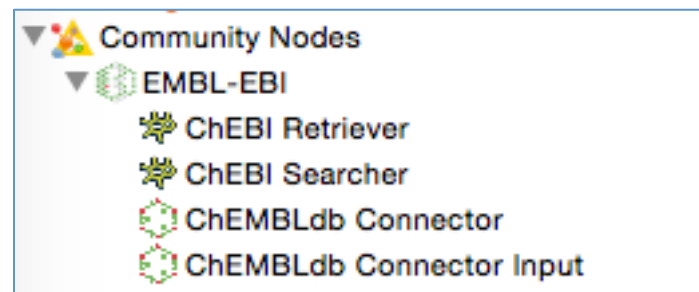 Community Nodes
EMBL-EBI
ChEBI Retriever
ChEBI Searcher
ChEMBLdb Connector
ChEMBLdb Connector Input